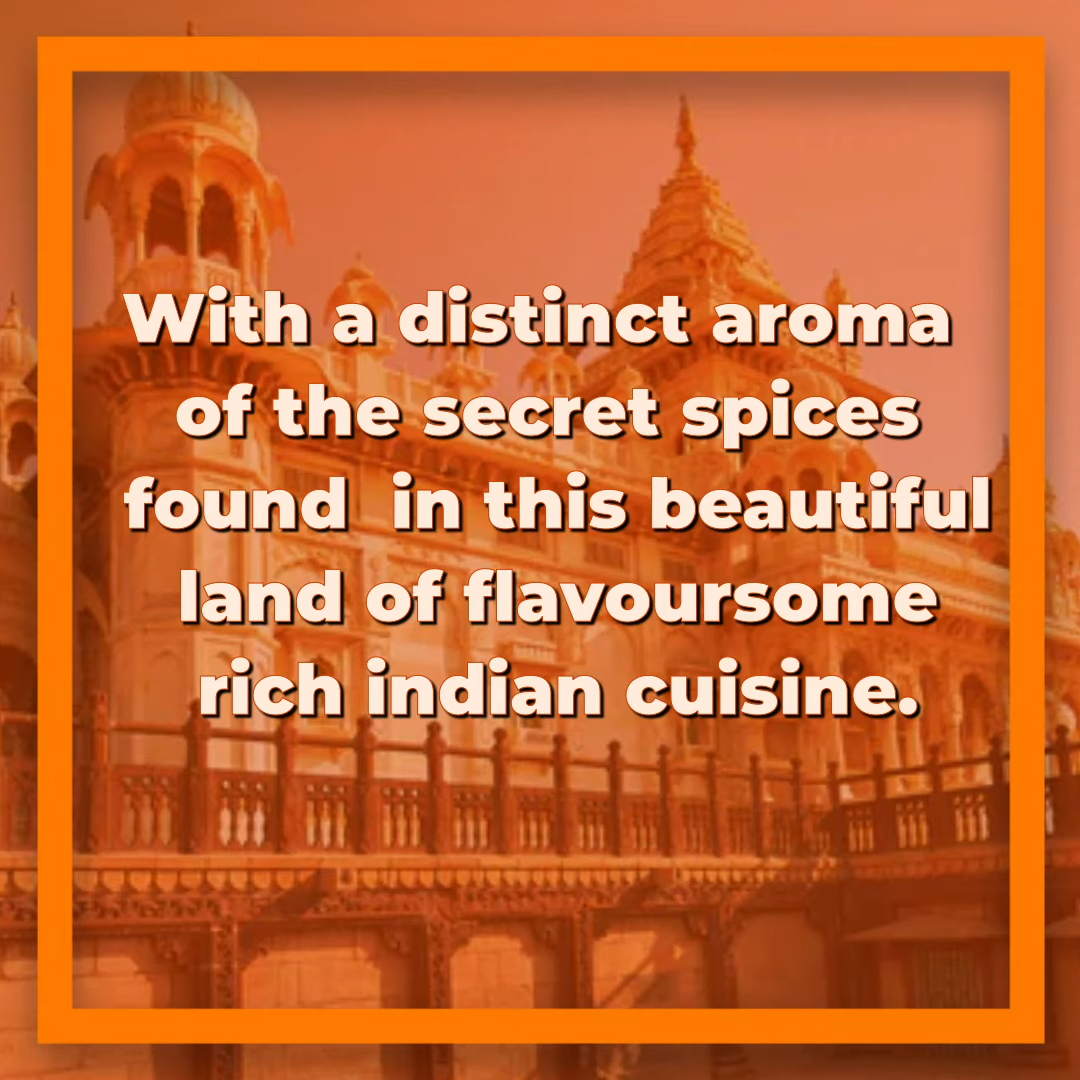 With a distinct aroma
of the secret spices
found  in this beautiful
land of flavoursome
rich indian cuisine.